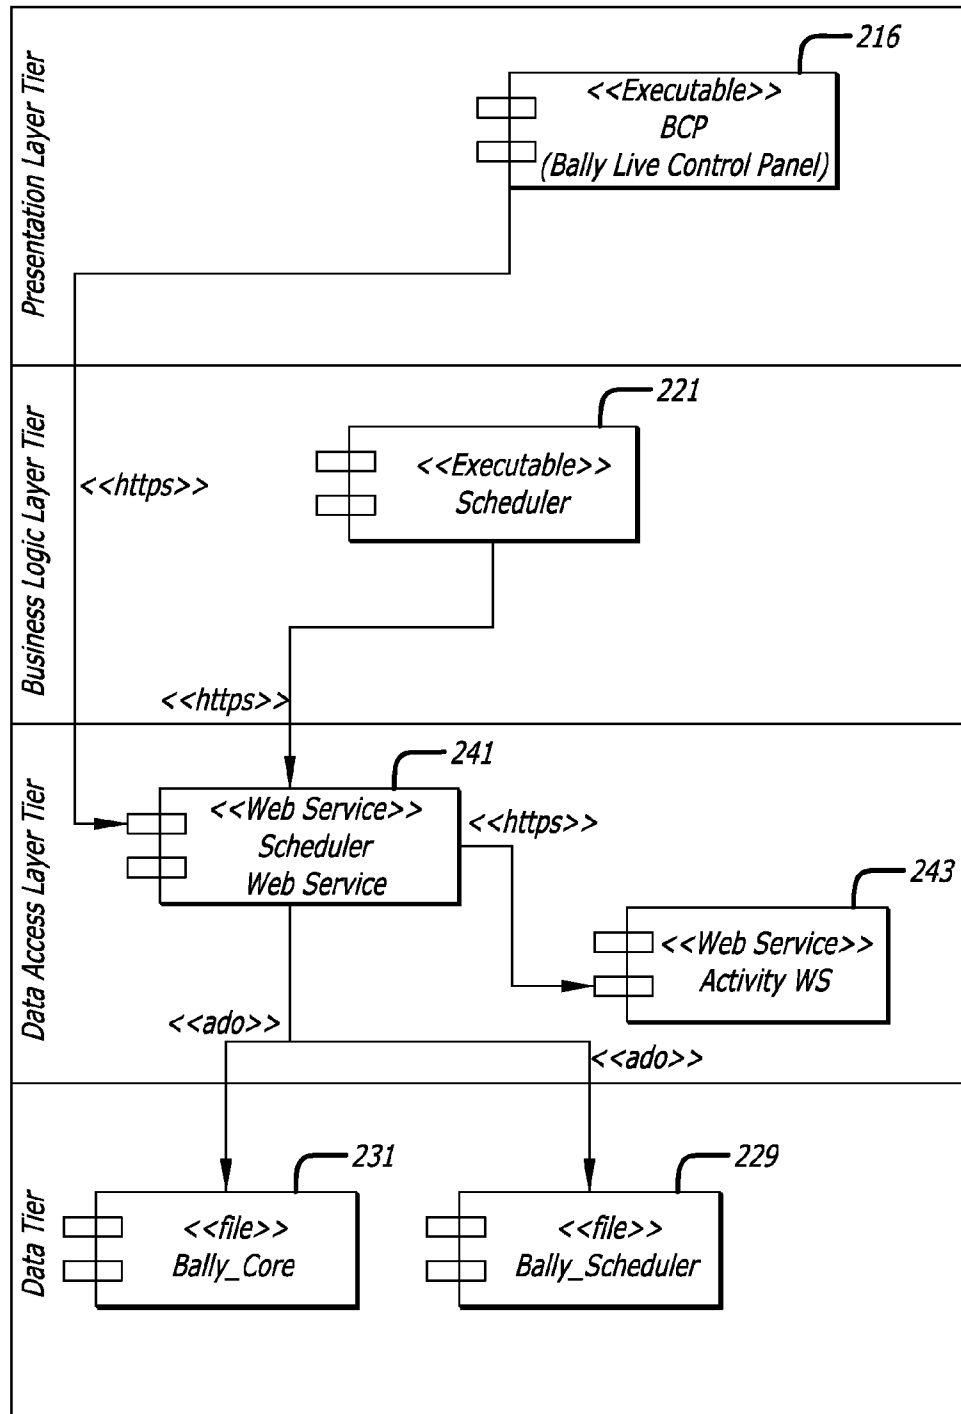 Presentation Layer Tier
216
<<Executable>>
BCP
(Bally Live Control Panel)
Business Logic Layer Tier
<<https>>
221
<<Executable>>
Scheduler
<<https>>
Data Access Layer Tier
241
<<Web Service>>
Scheduler
Web Service
<<https>>
243
<<Web Service>>
Activity WS
<<ado>>
<<ado>>
Data Tier
231
<<file>>
Bally_Core
229
<<file>>
Bally_Scheduler